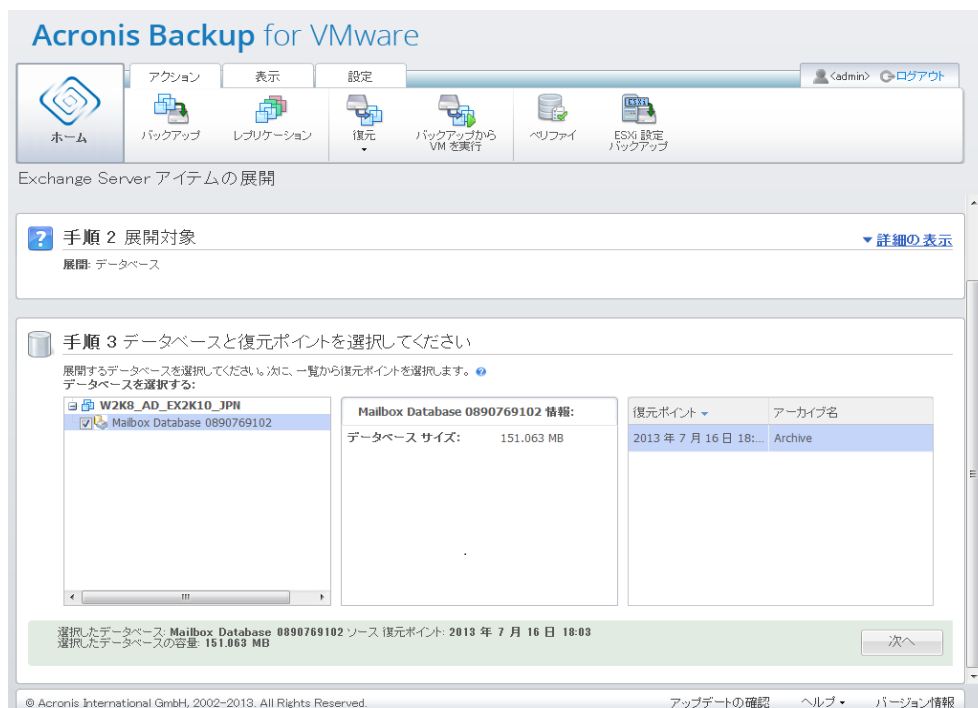 Acronis Backup for VMware
アクション 表示 設定 <admin> ログアウト
ホーム バックアップ レプリケーション 復元 バックアップから VM を実行 ベリファイ ESXi 設定 バックアップ
Exchange Server アイテムの展開
手順 2 展開対象 詳細の表示
展開: データベース
手順 3 データベースと復元ポイントを選択してください
展開するデータベースを選択してください。次に、一覧から復元ポイントを選択します。
データベースを選択する:
W2K8_AD_EX2K10_JPN
Mailbox Database 0890769102
Mailbox Database 0890769102 情報:
データベース サイズ: 151.063 MB
復元ポイント アーカイブ名
2013 年 7 月 16 日 18:... Archive
選択したデータベース: Mailbox Database 0890769102 ソース 復元ポイント: 2013 年 7 月 16 日 18:03
選択したデータベースの容量: 151.063 MB
次へ
© Acronis International GmbH, 2002-2013. All Rights Reserved. アップデートの確認 ヘルプ バージョン情報